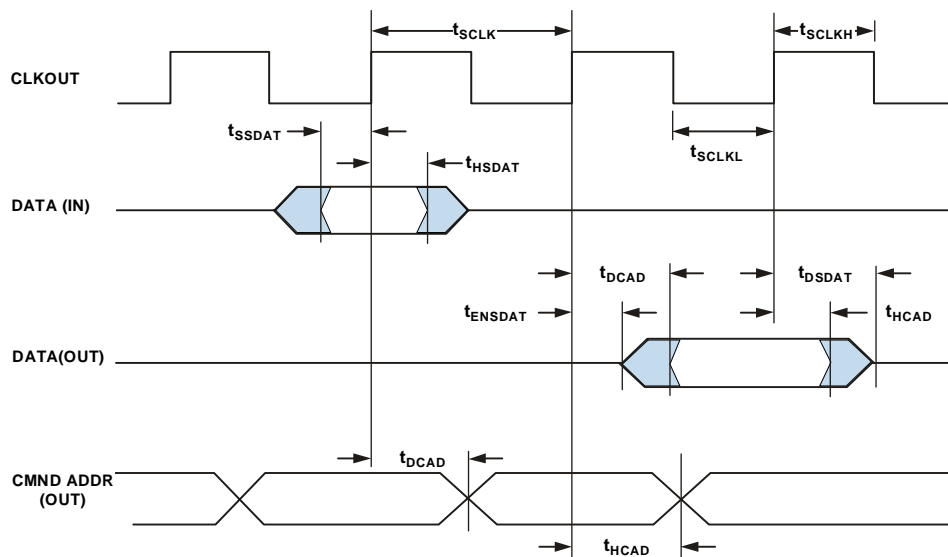 tSCLK
tSCLKH
CLKOUT
tSSDAT
tSCLKL
tHSDAT
DATA (IN)
tDCAD
tDSDAT
tENSDAT
tHCAD
DATA(OUT)
tDCAD
CMND ADDR
(OUT)
tHCAD